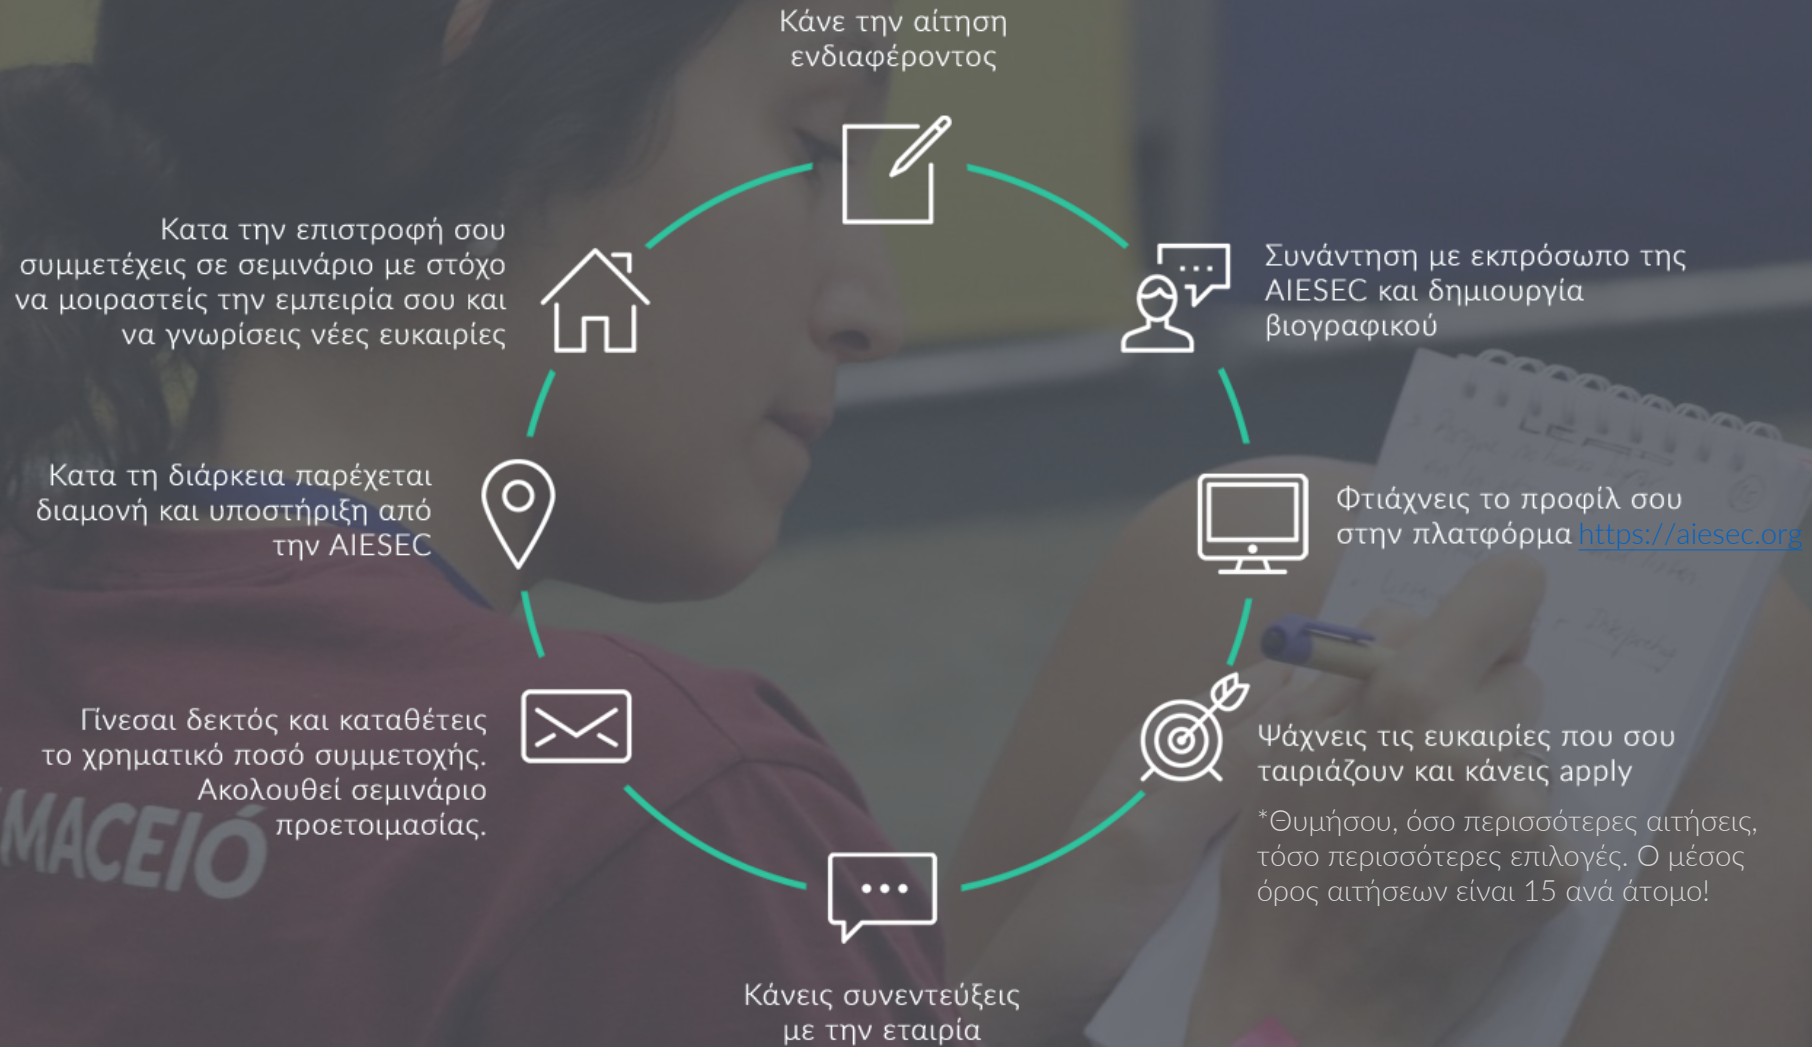 Κάνε την αίτηση
ενδιαφέροντος
Συνάντηση με εκπρόσωπο της
AIESEC και δημιουργία
βιογραφικού
Φτιάχνεις το προφίλ σου
στην πλατφόρμα https://aiesec.org
Ψάχνεις τις ευκαιρίες που σου
ταιριάζουν και κάνεις apply
*Θυμήσου, όσο περισσότερες αιτήσεις,
τόσο περισσότερες επιλογές. Ο μέσος
όρος αιτήσεων είναι 15 ανά άτομο!
Κάνεις συνεντεύξεις
με την εταιρία
Γίνεσαι δεκτός και καταθέτεις
το χρηματικό ποσό συμμετοχής.
Ακολουθεί σεμινάριο
προετοιμασίας.
Κατα τη διάρκεια παρέχεται
διαμονή και υποστήριξη από
την AIESEC
Κατα την επιστροφή σου
συμμετέχεις σε σεμινάριο με στόχο
να μοιραστείς την εμπειρία σου και
να γνωρίσεις νέες ευκαιρίες
MACEIÓ